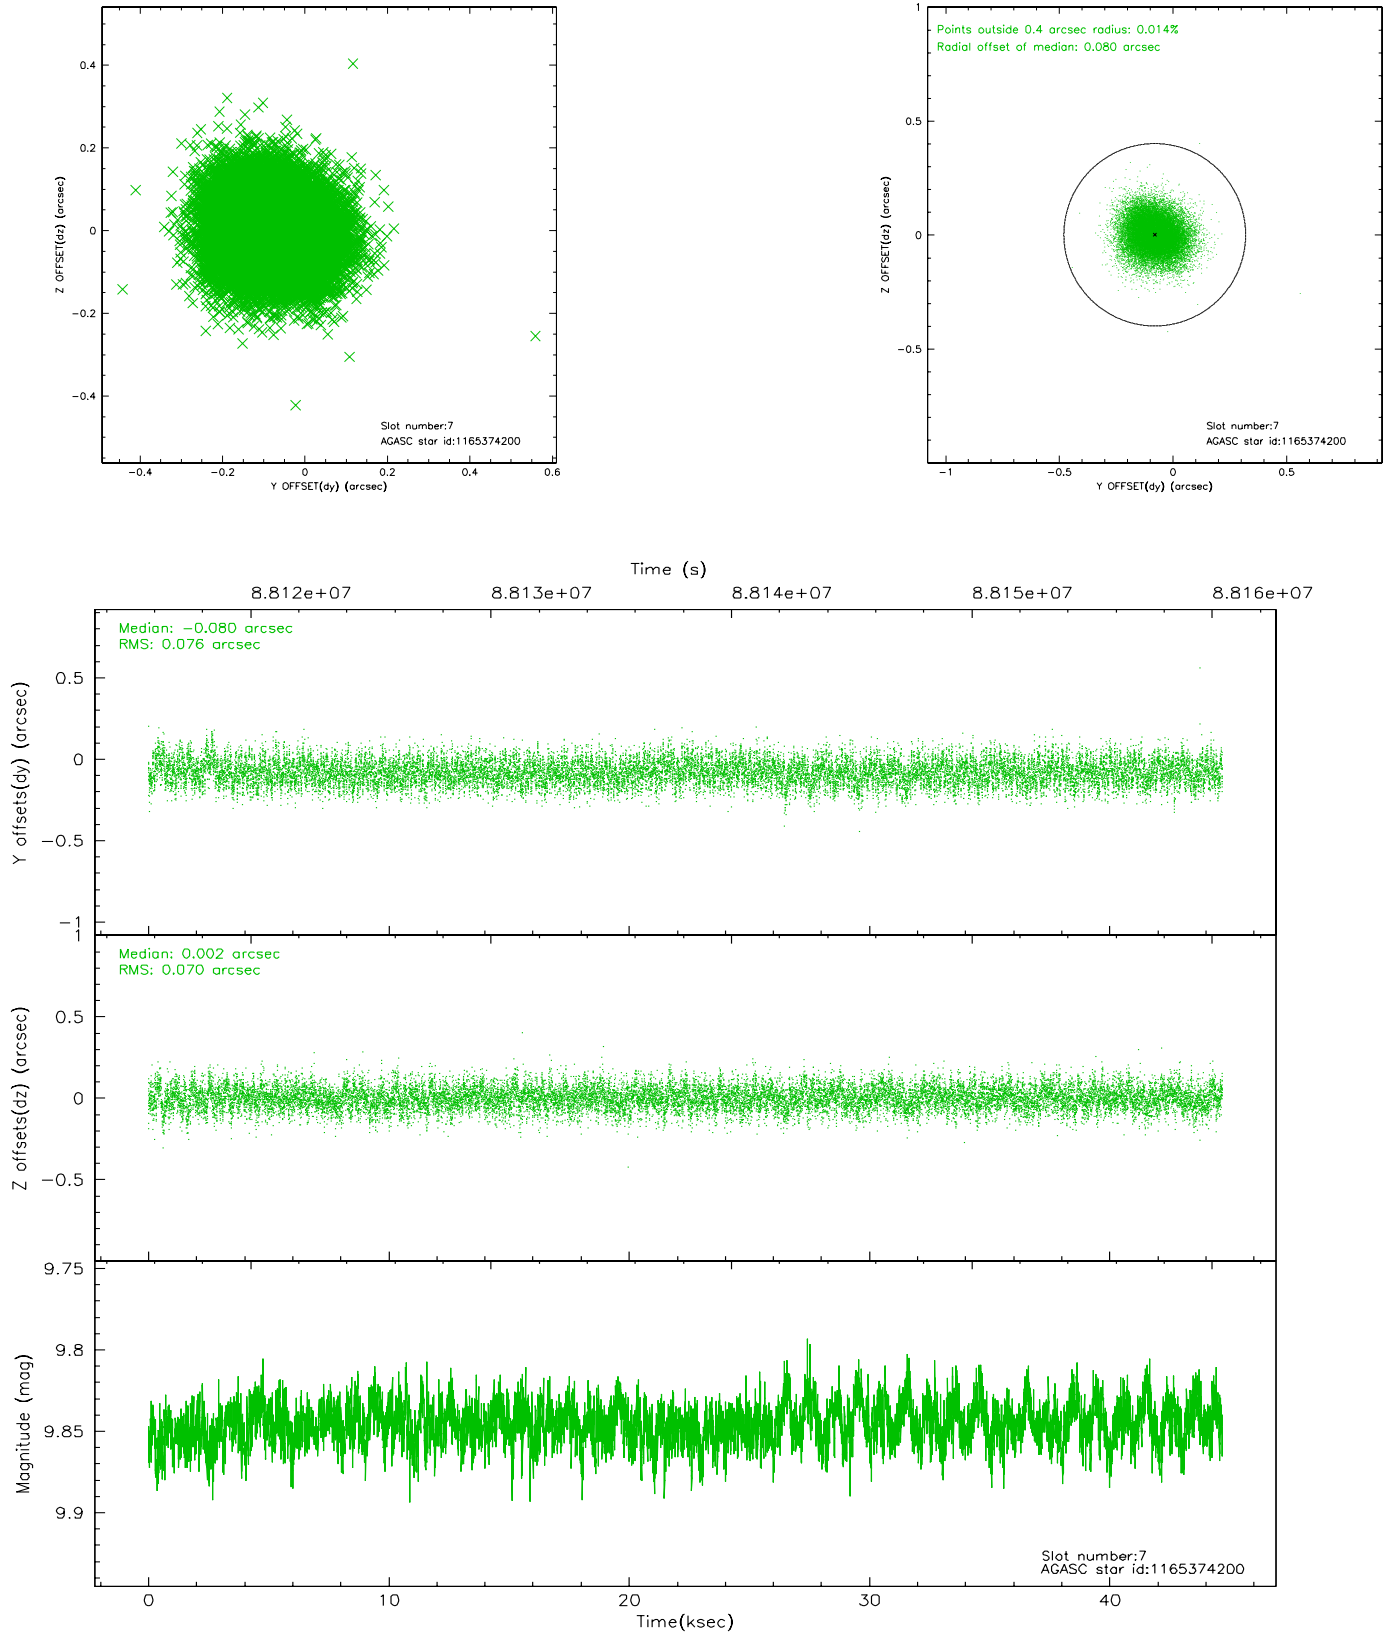 0.4
0.2
0
−0.2
−0.4
Z OFFSET(dz) (arcsec)
Slot number:7
AGASC star id:1165374200
−0.4 −0.2 0 0.2 0.4 0.6
Y OFFSET(dy) (arcsec)
1
0.5
0
−0.5
Z OFFSET(dz) (arcsec)
Points outside 0.4 arcsec radius: 0.014%
Radial offset of median: 0.080 arcsec
Slot number:7
AGASC star id:1165374200
−1 −0.5 0 0.5
Y OFFSET(dy) (arcsec)
Time (s)
8.812e+07 8.813e+07 8.814e+07 8.815e+07 8.816e+07
Median: −0.080 arcsec
RMS: 0.076 arcsec
0.5
0
−0.5
−1
Y offsets(dy) (arcsec)
1
Median: 0.002 arcsec
RMS: 0.070 arcsec
0.5
0
−0.5
Z offsets(dz) (arcsec)
9.75
9.8
9.85
9.9
Magnitude (mag)
Slot number:7
AGASC star id:1165374200
0 10 20 30 40
Time(ksec)